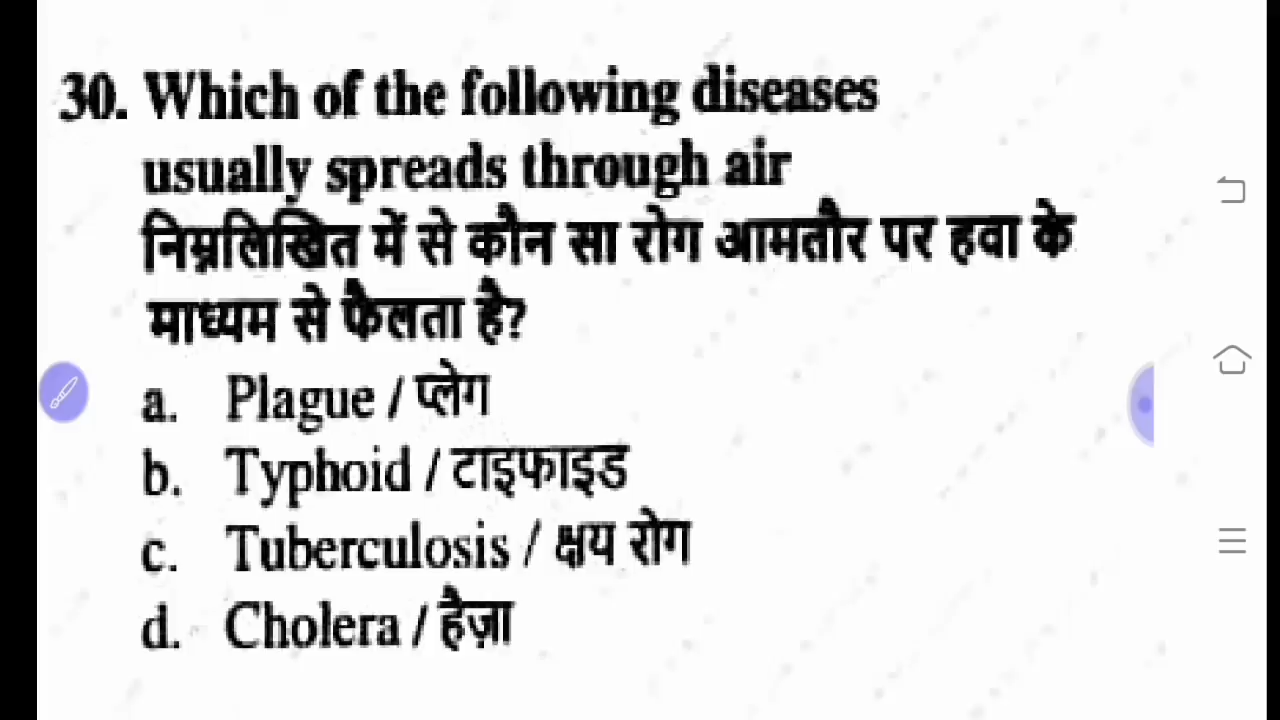 30. Which of the following diseases
usually spreads through air
निम्नलिखित में से कौन सा रोग आमतौर पर हवा के
माध्यम से फैलता है?
a. Plague / प्लेग
b. Typhoid / टाइफाइड
c. Tuberculosis / क्षय रोग
d. Cholera / हैज़ा